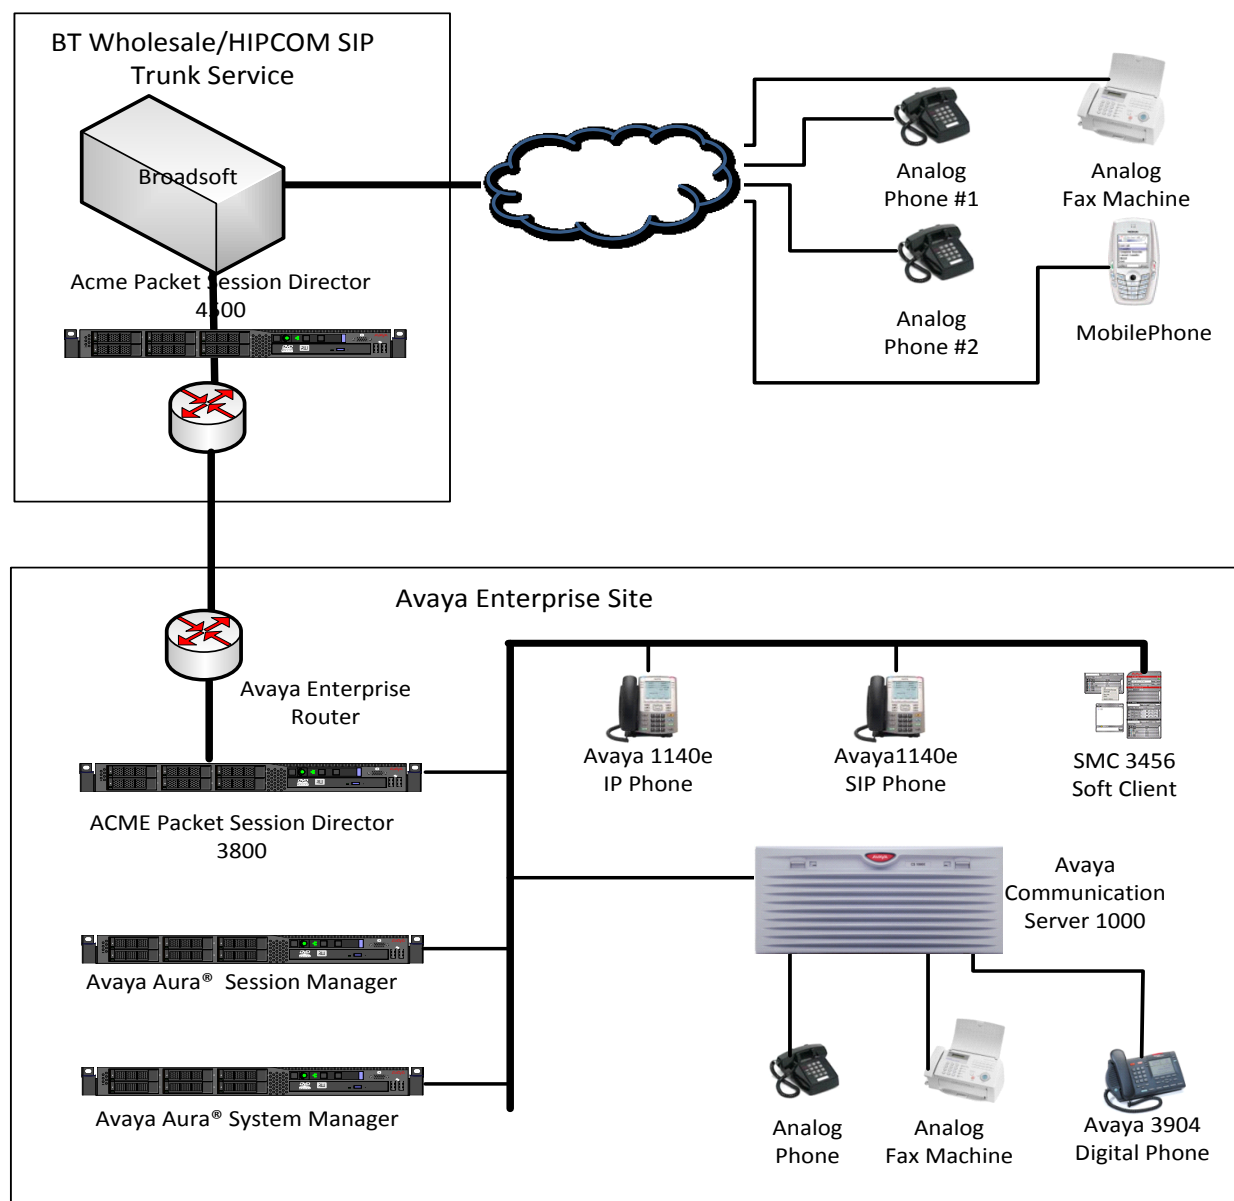 BT Wholesale/HIPCOM SIP
Trunk Service
Broadsoft
Acme Packet Session Director
4500
Analog
Phone #1
Analog
Fax Machine
Analog
Phone #2
MobilePhone
Avaya Enterprise Site
Avaya Enterprise
Router
Avaya 1140e
IP Phone
Avaya1140e
SIP Phone
SMC 3456
Soft Client
ACME Packet Session Director
3800
Avaya
Communication
Server 1000
Avaya Aura® Session Manager
Avaya Aura® System Manager
Analog
Phone
Analog
Fax Machine
Avaya 3904
Digital Phone